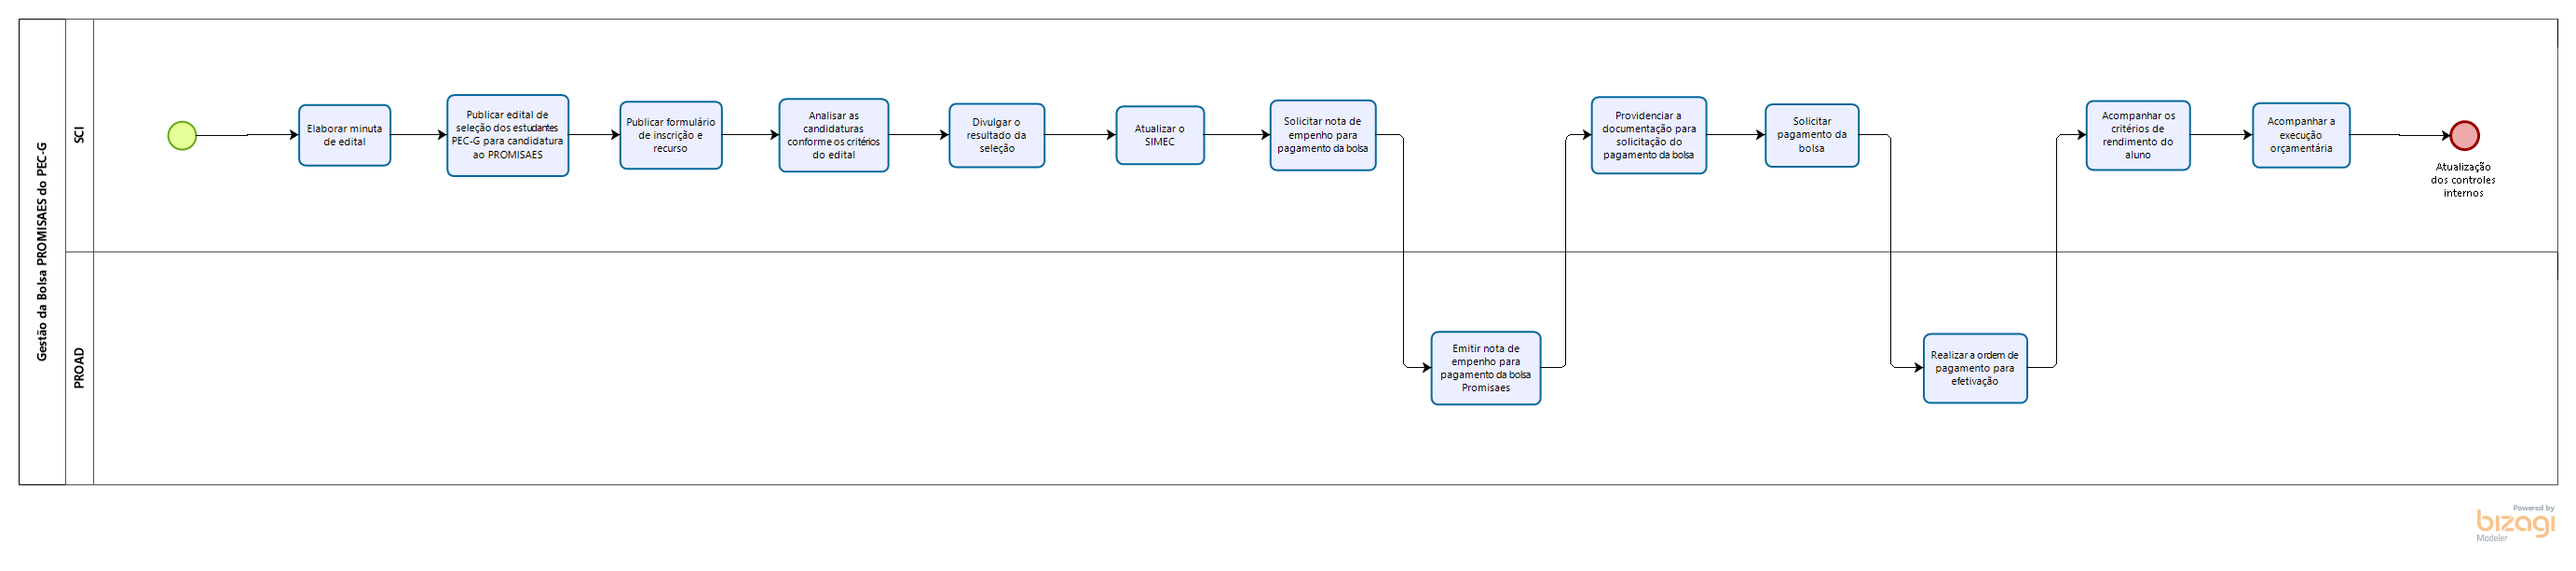 Gestão da Bolsa PROMISAES do PEC-G
SCI
Elaborar minuta
de edital
Publicar edital de
seleção dos estudantes
PEC-G para candidatura
ao PROMISAES
Publicar formulário
de inscrição e
recurso
Analisar as
candidaturas
conforme os critérios
do edital
Divulgar o
resultado da
seleção
Atualizar o
SIMEC
Solicitar nota de
empenho para
pagamento da bolsa
Providenciar a
documentação para
solicitação do
pagamento da bolsa
Solicitar
pagamento da
bolsa
Acompanhar os
critérios de
rendimento do
aluno
Acompanhar a
execução
orçamentária
Atualização
dos controles
internos
PROAD
Emitir nota de
empenho para
pagamento da bolsa
Promisaes
Realizar a ordem de
pagamento para
efetivação
Powered by
bizagi
Modeler